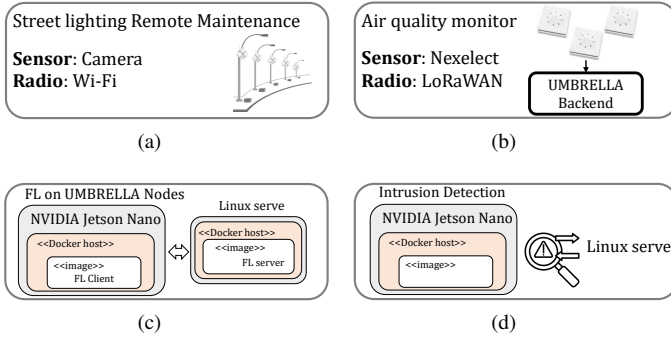 Street lighting Remote Maintenance
Sensor: Camera
Radio: Wi-Fi
(a)
Air quality monitor
Sensor: Nexelect
Radio: LoRaWAN
UMBRELLA
Backend
(b)
FL on UMBRELLA Nodes
NVIDIA Jetson Nano
<<Docker host>>
<<image>>
FL Client
Linux serve
<<Docker host>>
<<image>>
FL server
(c)
Intrusion Detection
NVIDIA Jetson Nano
<<Docker host>>
<<image>>
Linux serve
(d)